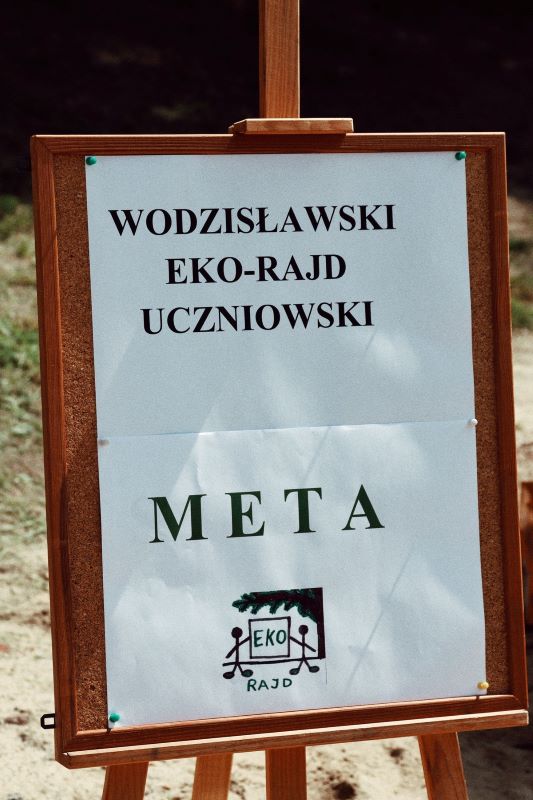 WODZISŁAWSKI
EKO-RAJD
UCZNIOWSKI
META
EKO
RAJD